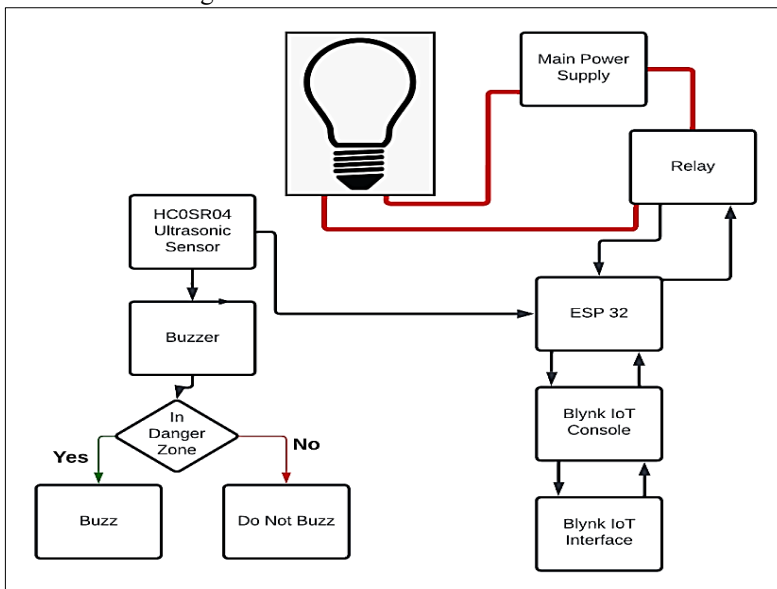 Main Power
Supply
Relay
HC0SR04
Ultrasonic
Sensor
ESP 32
Buzzer
Blynk IoT
Console
In
Danger
Zone
Yes
No
Buzz
Do Not Buzz
Blynk IoT
Interface